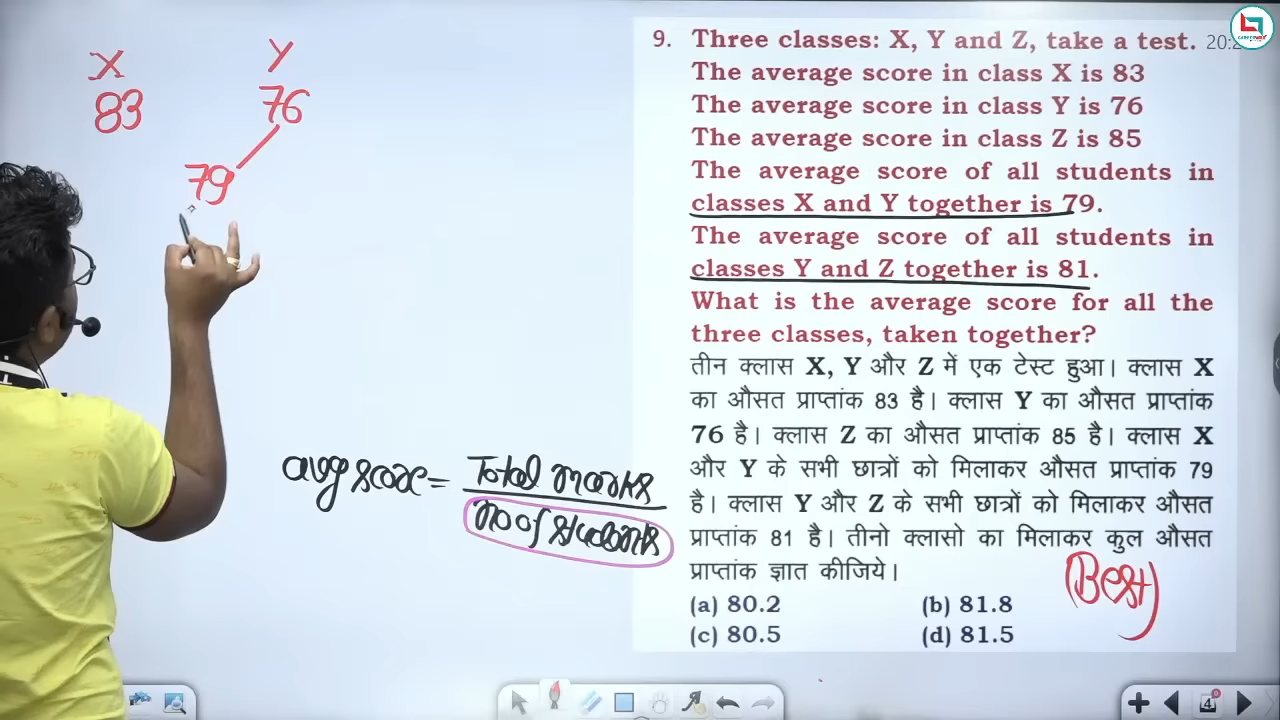 X
Y
83
76
79
avg score = Total marks
no of students
9. Three classes: X, Y and Z, take a test.
The average score in class X is 83
The average score in class Y is 76
The average score in class Z is 85
The average score of all students in
classes X and Y together is 79.
The average score of all students in
classes Y and Z together is 81.
What is the average score for all the
three classes, taken together?
तीन क्लास X, Y और Z में एक टेस्ट हुआ। क्लास X
का औसत प्राप्तांक 83 है। क्लास Y का औसत प्राप्तांक
76 है। क्लास Z का औसत प्राप्तांक 85 है। क्लास X
और Y के सभी छात्रों को मिलाकर औसत प्राप्तांक 79
है। क्लास Y और Z के सभी छात्रों को मिलाकर औसत
प्राप्तांक 81 है। तीनो क्लासो का मिलाकर कुल औसत
प्राप्तांक ज्ञात कीजिये।
(Best)
(a) 80.2 (b) 81.8
(c) 80.5 (d) 81.5
4